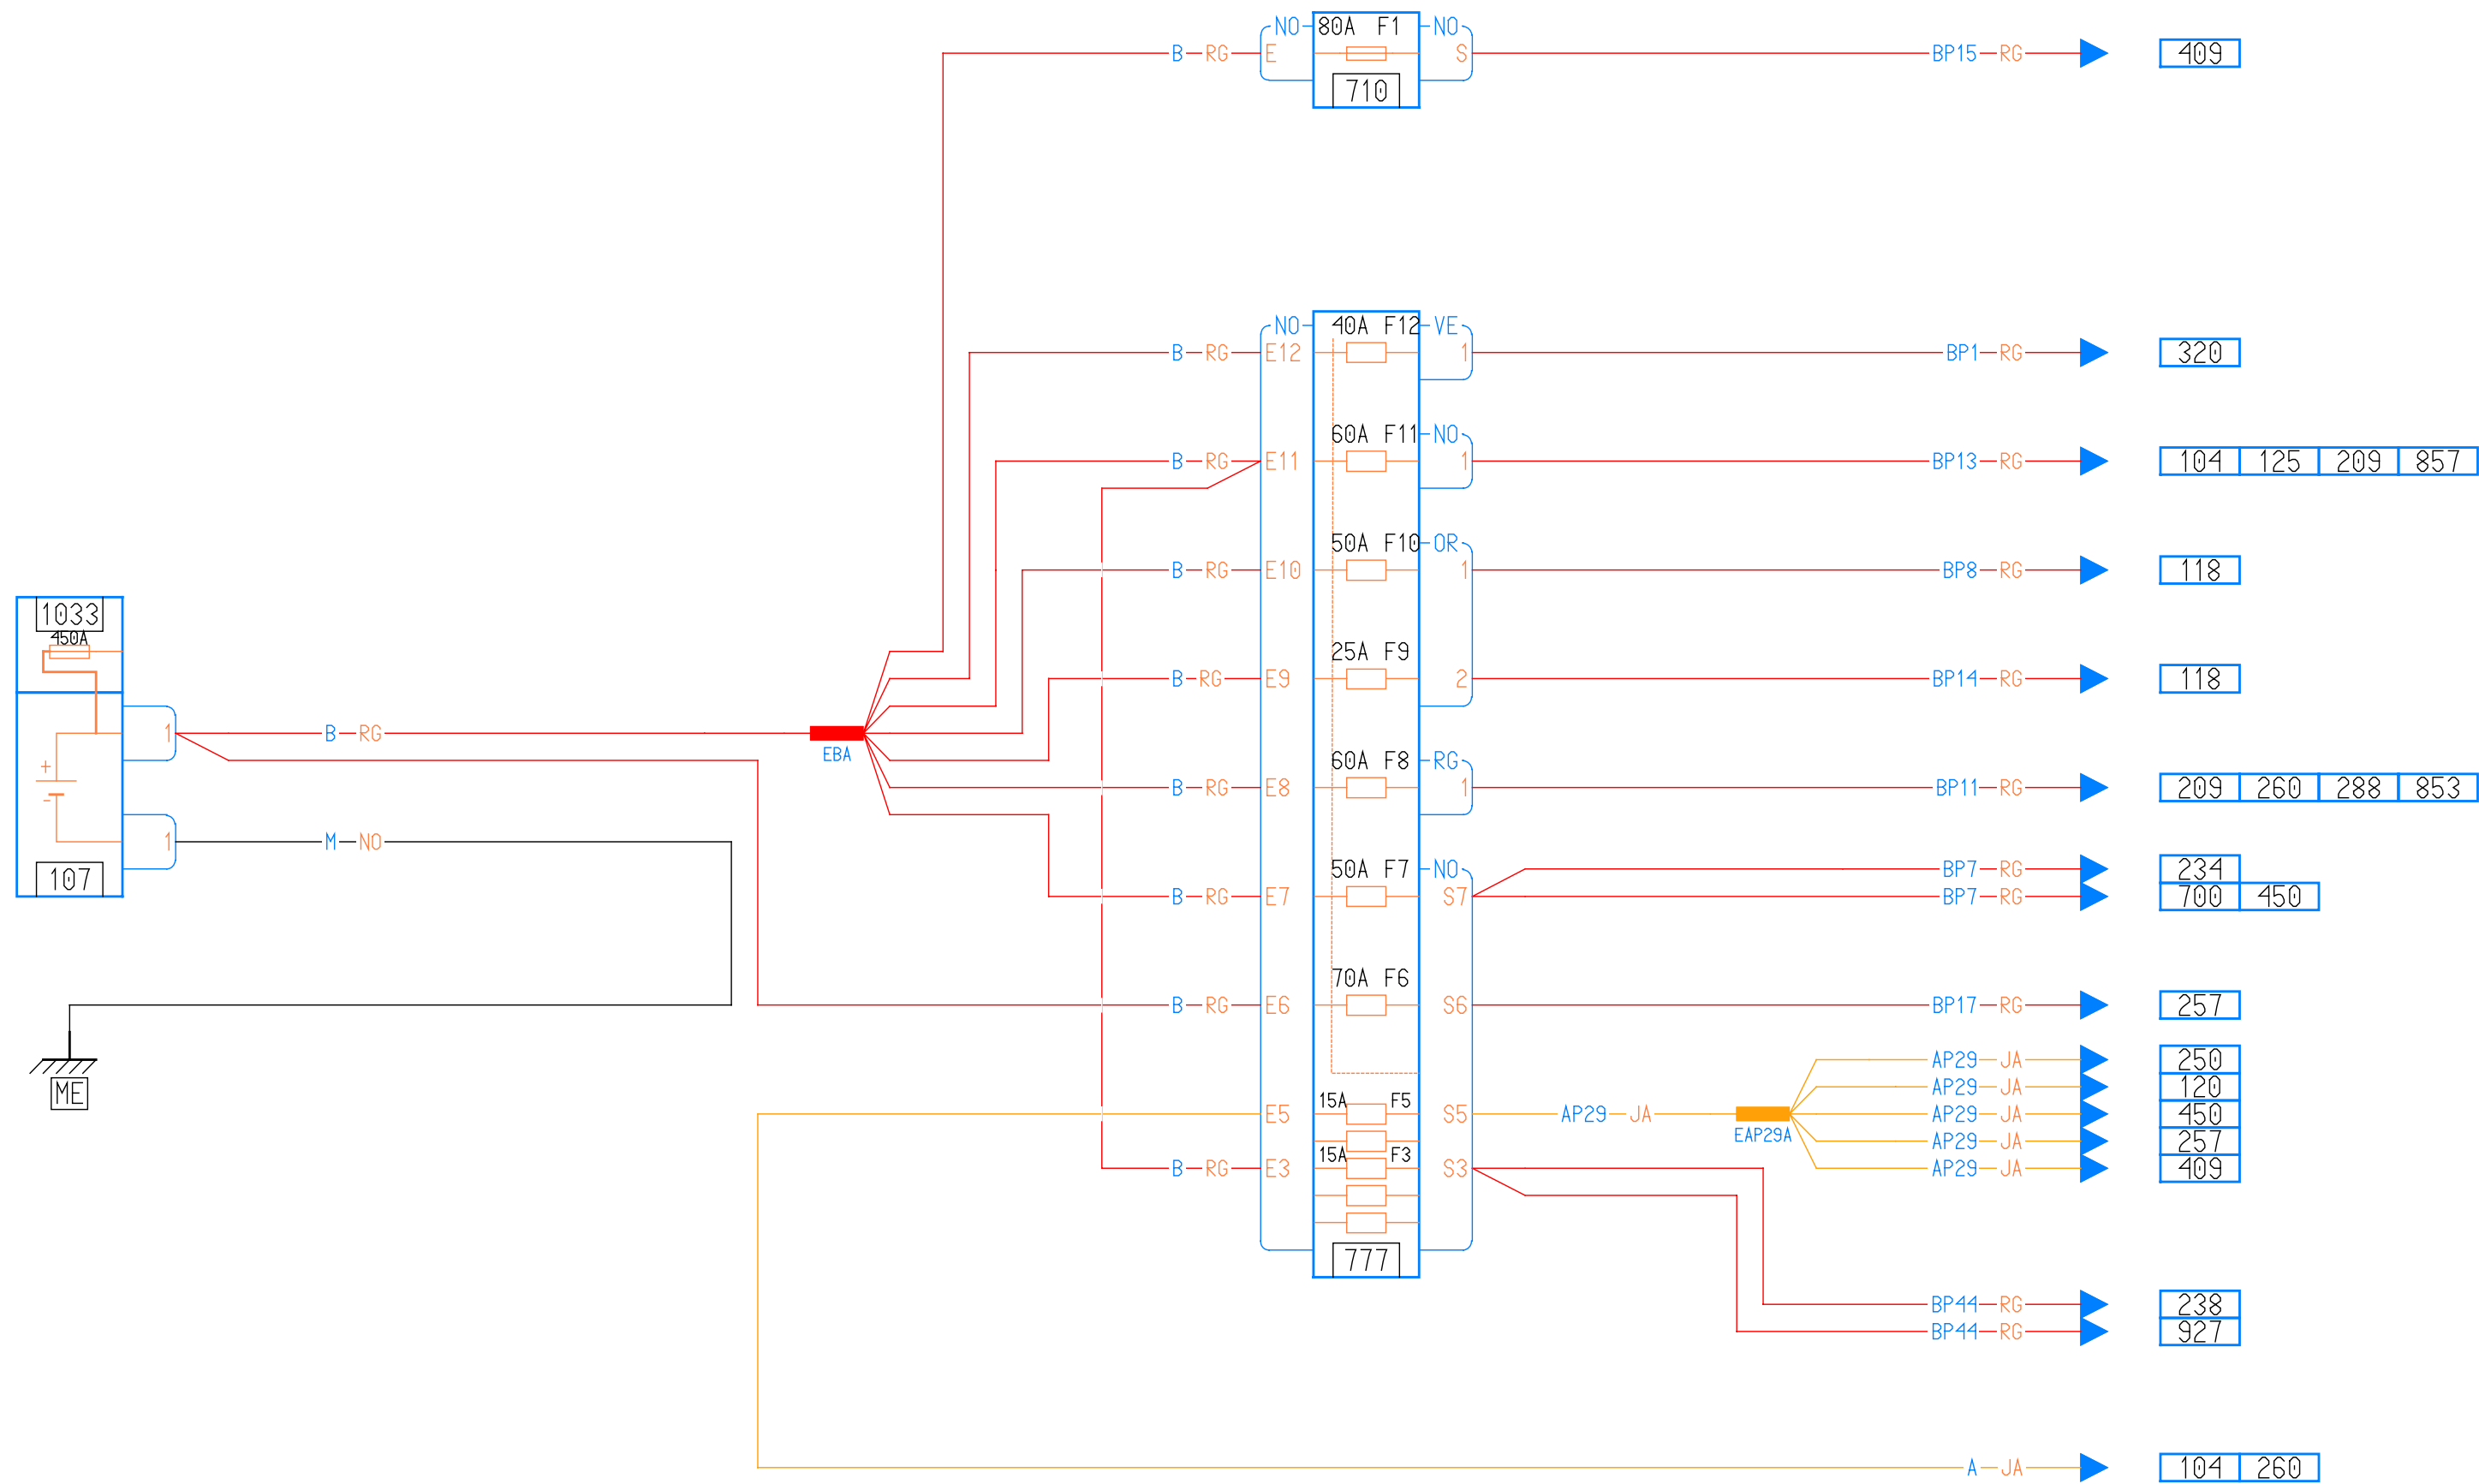 NO 80A F1 NO
B RG E S BP15 RG 409
710
NO 40A F12 VE
B RG E12 1 BP1 RG 320
60A F11 NO
B RG E11 1 BP13 RG 104 125 209 857
50A F10 OR
B RG E10 1 BP8 RG 118
1033
450A
25A F9
B RG E9 2 BP14 RG 118
1 B RG
EBA
60A F8 RG
+
B RG E8 1 BP11 RG 209 260 288 853
-
1 M NO
50A F7 NO
BP7 RG 234
107
B RG E7 S7 BP7 RG 700 450
70A F6
B RG E6 S6 BP17 RG 257
AP29 RG 250
ME
AP29 JA 120
15A F5
E5 S5 AP29 JA AP29 JA 450
EAP29A
AP29 JA 257
15A F3
B RG E3 S3 AP29 JA 409
777
BP44 RG 238
BP44 RG 927
A JA 104 260